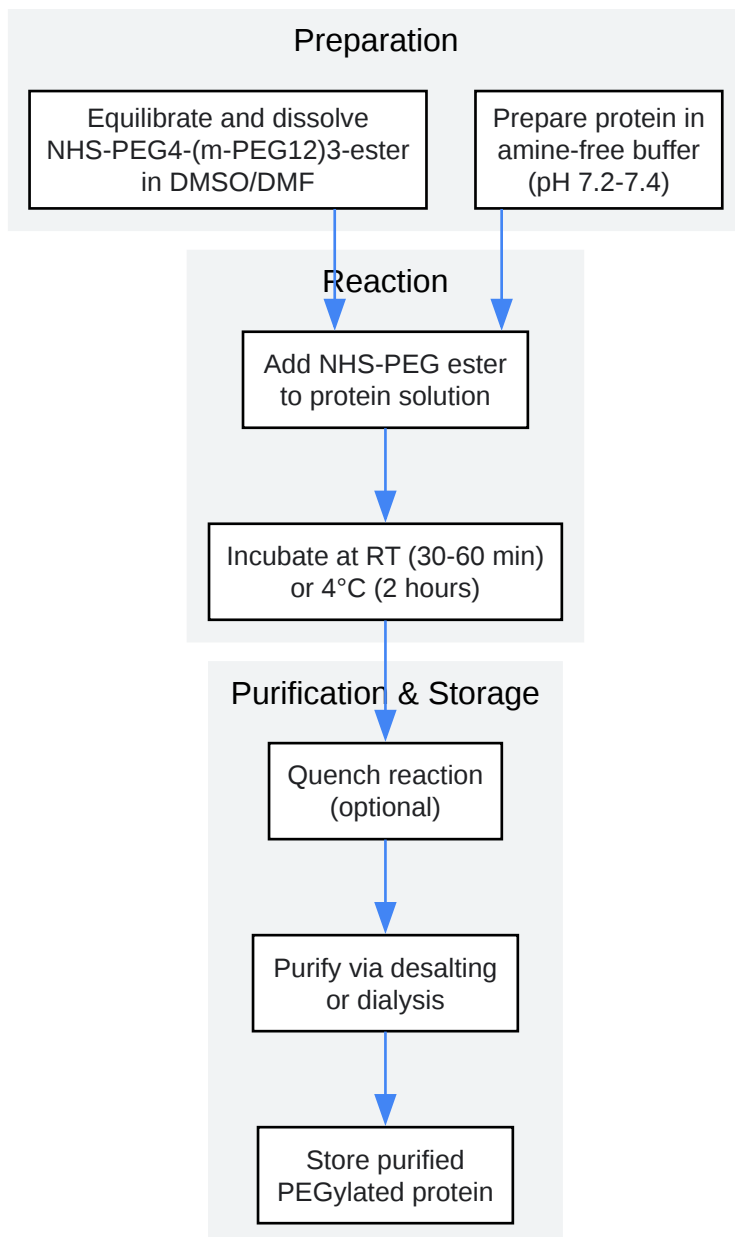 Preparation
Equilibrate and dissolve
NHS-PEG4-(m-PEG12)3-ester
in DMSO/DMF
Prepare protein in
amine-free buffer
(pH 7.2-7.4)
Reaction
Add NHS-PEG ester
to protein solution
Incubate at RT (30-60 min)
or 4°C (2 hours)
Purification & Storage
Quench reaction
(optional)
Purify via desalting
or dialysis
Store purified
PEGylated protein